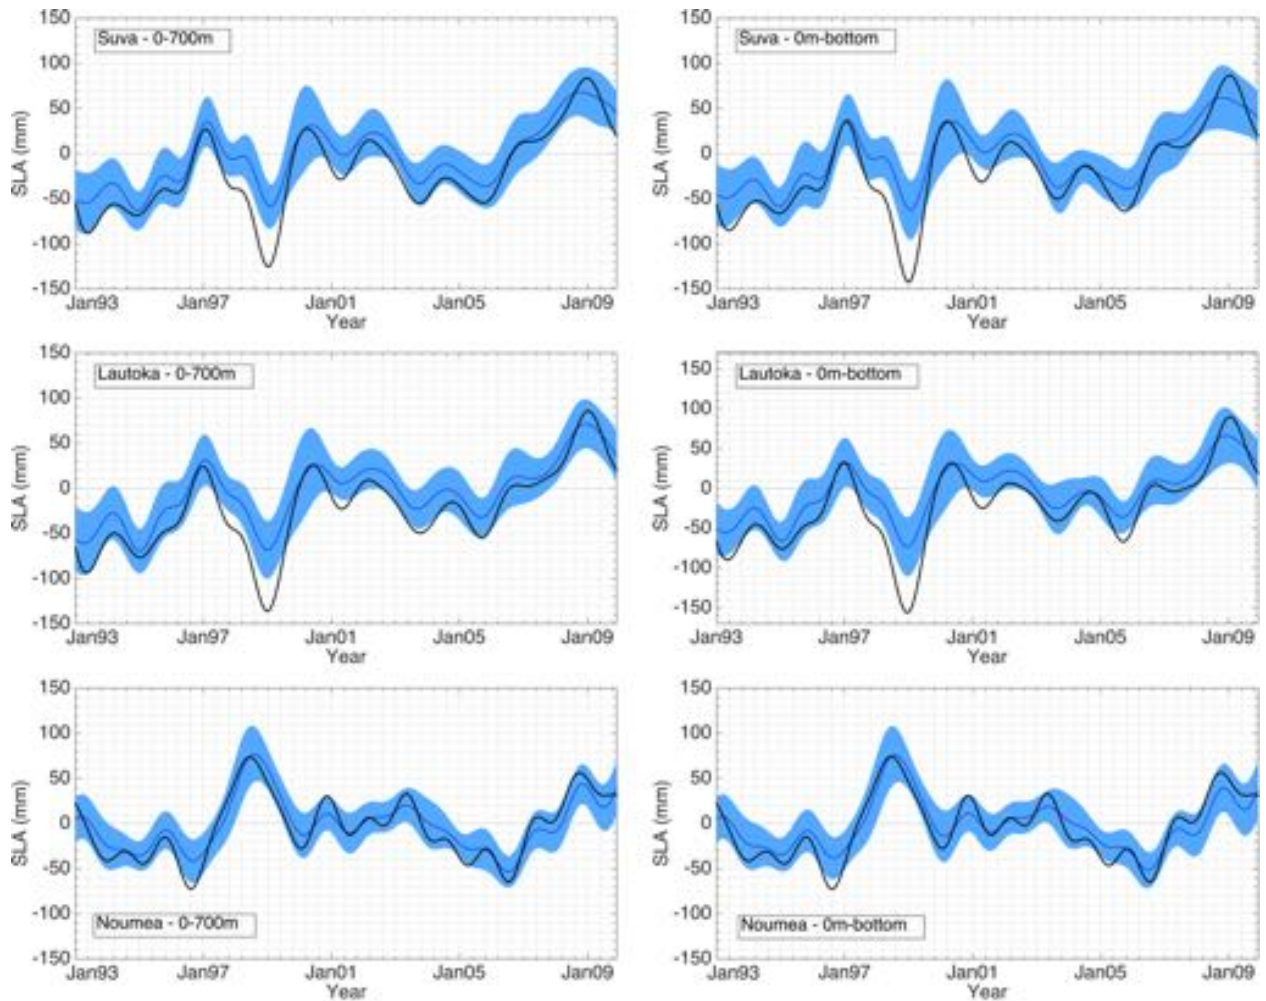 Suva - 0-700m
150
100
50
0
-50
-100
-150
SLA (mm)
Jan93 Jan97 Jan01 Jan05 Jan09
Year
Suva - 0m-bottom
150
100
50
0
-50
-100
-150
SLA (mm)
Jan93 Jan97 Jan01 Jan05 Jan09
Year
Lautoka - 0-700m
150
100
50
0
-50
-100
-150
SLA (mm)
Jan93 Jan97 Jan01 Jan05 Jan09
Year
Lautoka - 0m-bottom
150
100
50
0
-50
-100
-150
SLA (mm)
Jan93 Jan97 Jan01 Jan05 Jan09
Year
Noumea - 0-700m
150
100
50
0
-50
-100
-150
SLA (mm)
Jan93 Jan97 Jan01 Jan05 Jan09
Year
Noumea - 0m-bottom
150
100
50
0
-50
-100
-150
SLA (mm)
Jan93 Jan97 Jan01 Jan05 Jan09
Year